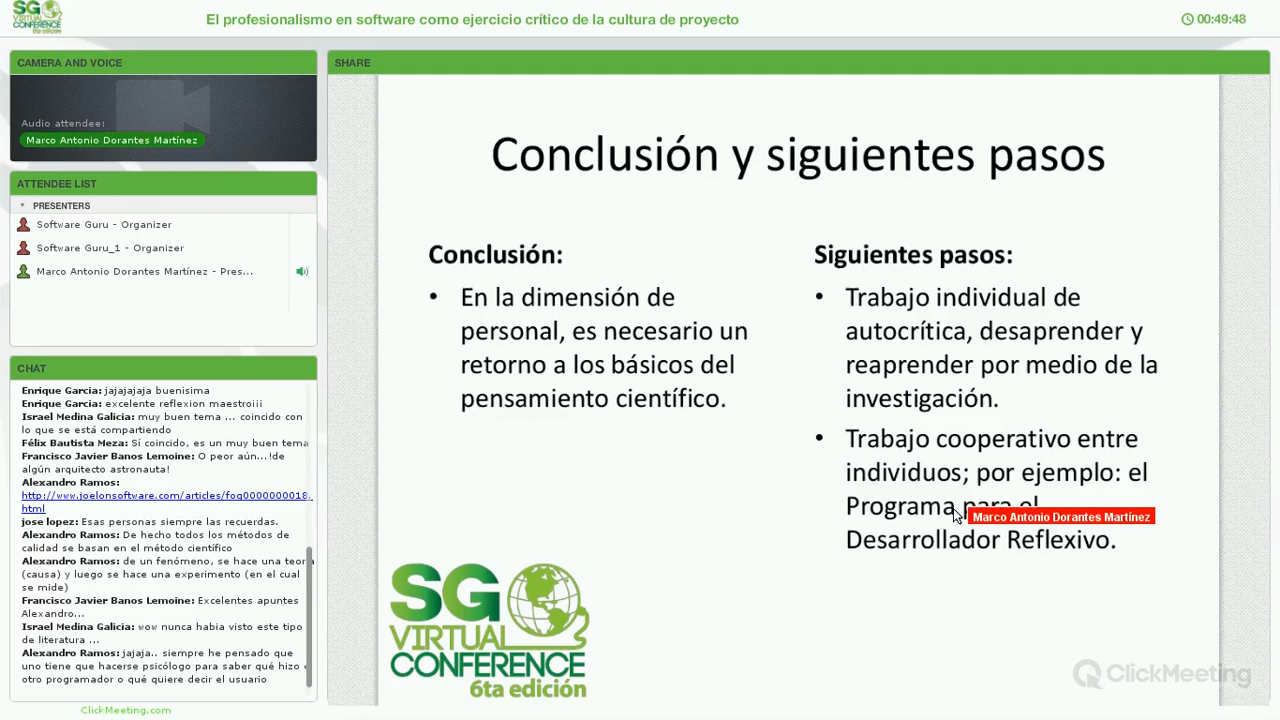 SG
VIRTUAL
CONFERENCE
6ta edición
El profesionalismo en software como ejercicio crítico de la cultura de proyecto
00:49:48
CAMERA AND VOICE
Audio attendee:
Marco Antonio Dorantes Martínez
ATTENDEE LIST
PRESENTERS
Software Guru - Organizer
Software Guru_1 - Organizer
Marco Antonio Dorantes Martínez - Pres...
CHAT
Enrique Garcia: jajajajaja buenisima
Enrique Garcia: excelente reflexion maestroiii
Israel Medina Galicia: muy buen tema ... coincido con
lo que se está compartiendo
Félix Bautista Meza: Sí coincido, es un muy buen tema
Francisco Javier Banos Lemoine: O peor aún...!de
algún arquitecto astronauta!
Alexandro Ramos:
http://www.joelonsoftware.com/articles/fog0000000018.
html
jose lopez: Esas personas siempre las recuerdas.
Alexandro Ramos: De hecho todos los métodos de
calidad se basan en el método científico
Alexandro Ramos: de un fenómeno, se hace una teoría
(causa) y luego se hace una experimento (en el cual
se mide)
Francisco Javier Banos Lemoine: Excelentes apuntes
Alexandro...
Israel Medina Galicia: wow nunca habia visto este tipo
de literatura ...
Alexandro Ramos: jajaja.. siempre he pensado que
uno tiene que hacerse psicólogo para saber qué hizo
otro programador o qué quiere decir el usuario
ClickMeeting.com
SHARE
Conclusión y siguientes pasos
Conclusión:
• En la dimensión de
personal, es necesario un
retorno a los básicos del
pensamiento científico.
Siguientes pasos:
• Trabajo individual de
autocrítica, desaprender y
reaprender por medio de la
investigación.
• Trabajo cooperativo entre
individuos; por ejemplo: el
Programa para el
Marco Antonio Dorantes Martínez
Desarrollador Reflexivo.
SG
VIRTUAL
CONFERENCE
6ta edición
ClickMeeting